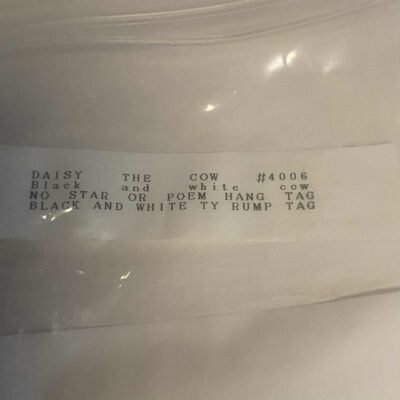 DAISY THE COW #4006
Black and white cow
NO STAR OR POEM HANG TAG
BLACK AND WHITE TY RUMP TAG